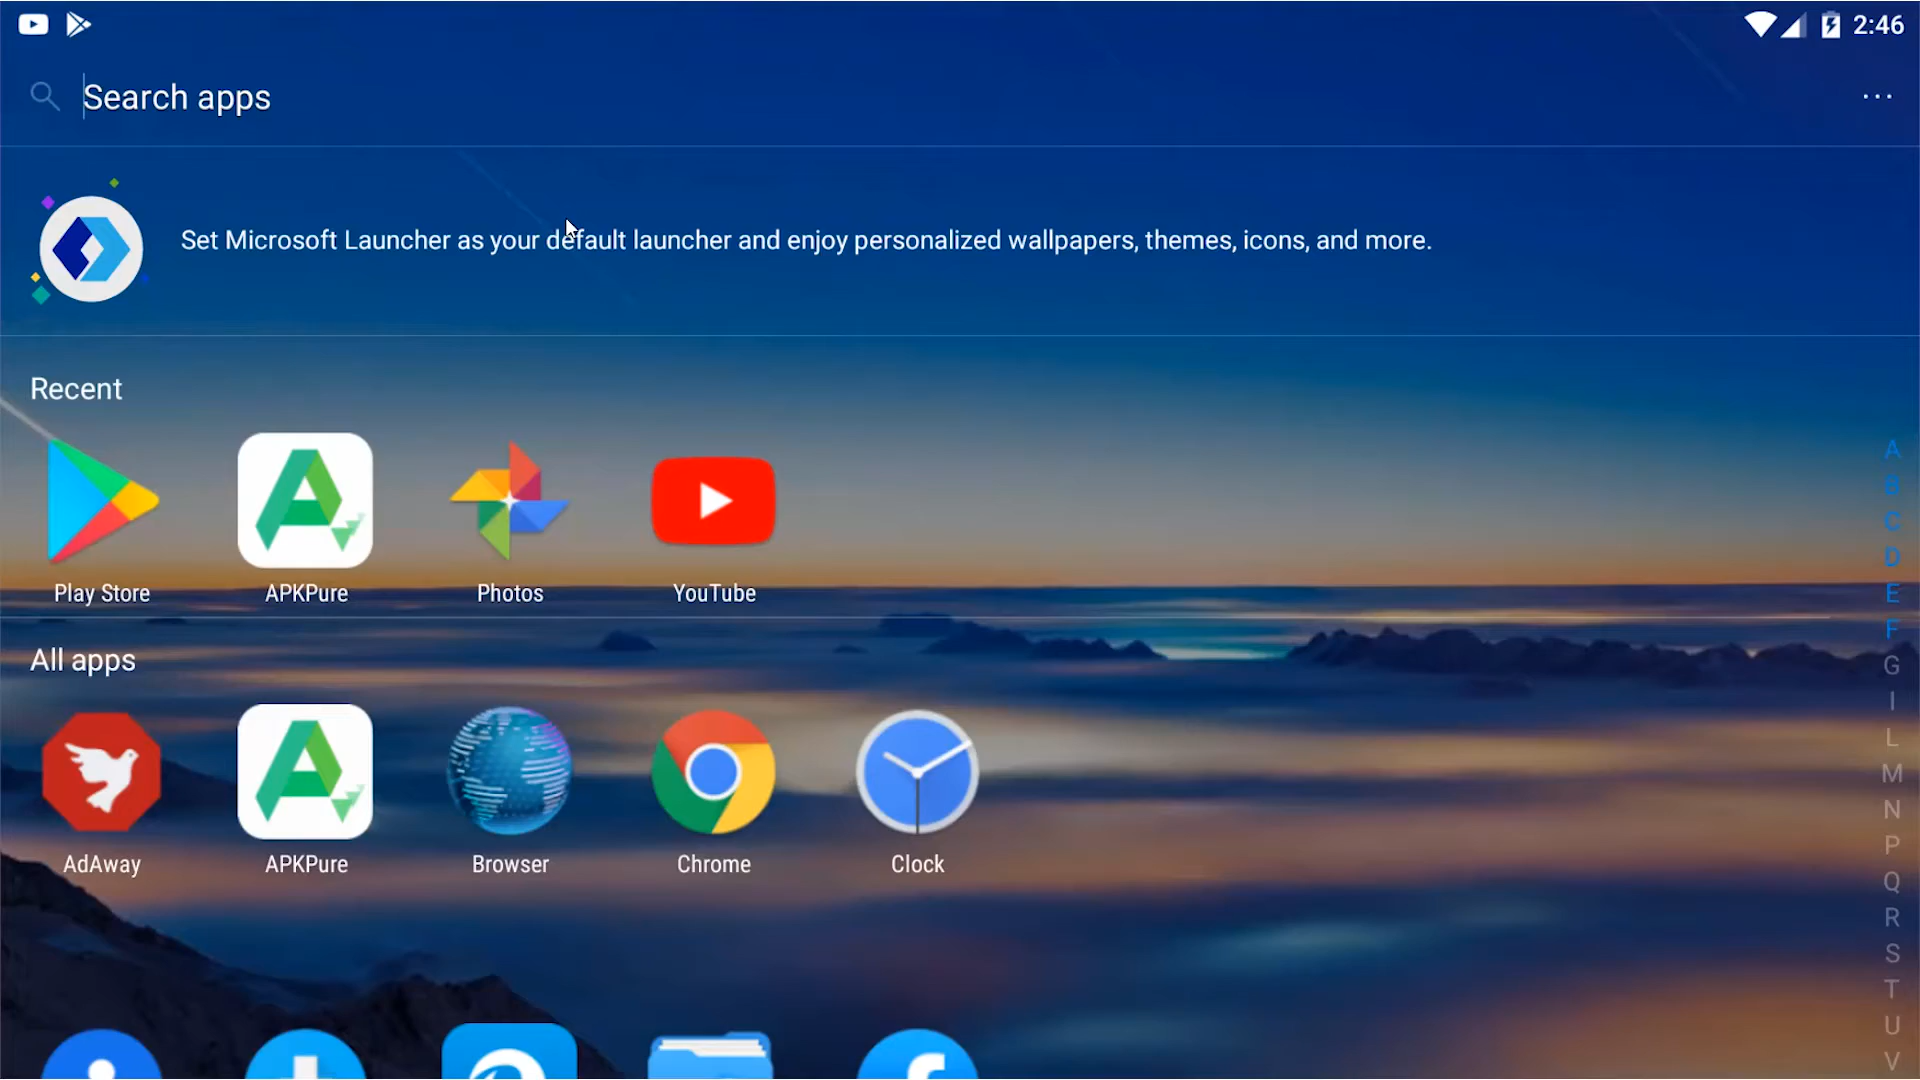 2:46
Search apps
Set Microsoft Launcher as your default launcher and enjoy personalized wallpapers, themes, icons, and more.
Recent
Play Store APKPure Photos YouTube
All apps
AdAway APKPure Browser Chrome Clock
A
B
C
D
E
F
G
I
L
M
N
P
Q
R
S
T
U
V